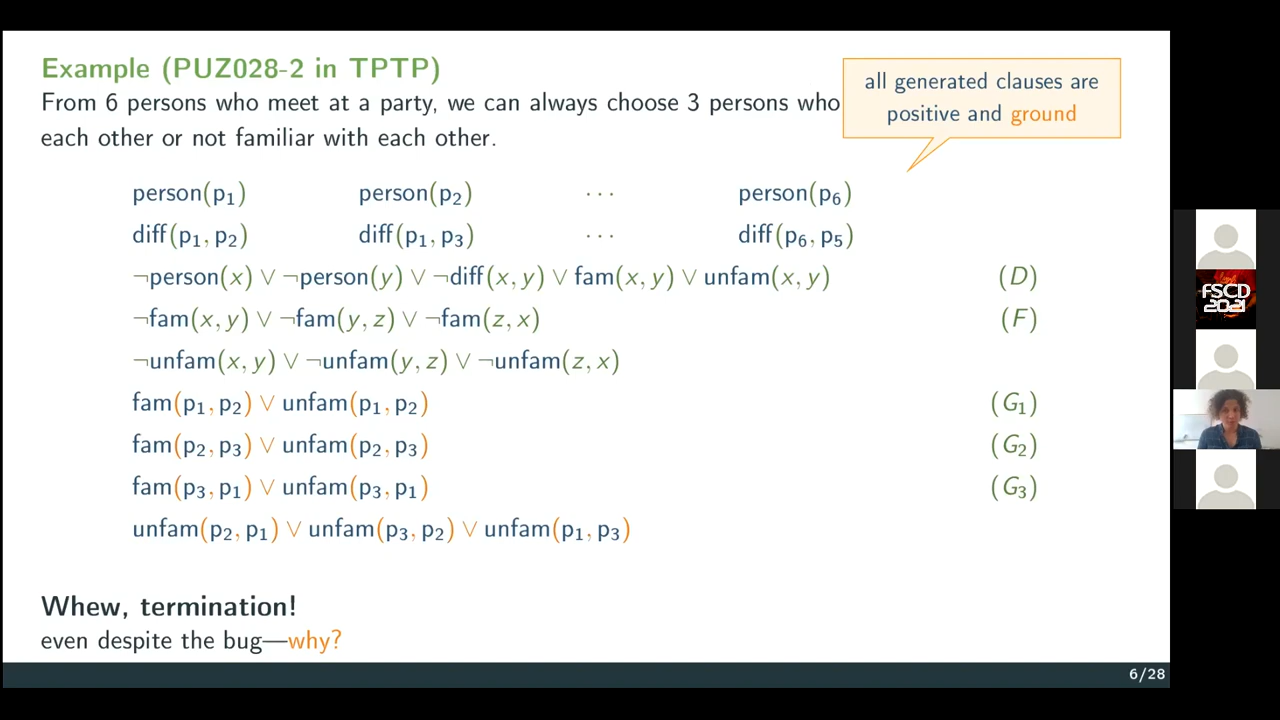 Example (PUZ028-2 in TPTP)
all generated clauses are
positive and ground
From 6 persons who meet at a party, we can always choose 3 persons who
each other or not familiar with each other.
person(p₁) person(p₂) ··· person(p₆)
diff(p₁, p₂) diff(p₁, p₃) ··· diff(p₆, p₅)
¬person(x) ∨ ¬person(y) ∨ ¬diff(x, y) ∨ fam(x, y) ∨ unfam(x, y) (D)
¬fam(x, y) ∨ ¬fam(y, z) ∨ ¬fam(z, x) (F)
¬unfam(x, y) ∨ ¬unfam(y, z) ∨ ¬unfam(z, x)
fam(p₁, p₂) ∨ unfam(p₁, p₂) (G₁)
fam(p₂, p₃) ∨ unfam(p₂, p₃) (G₂)
fam(p₃, p₁) ∨ unfam(p₃, p₁) (G₃)
unfam(p₂, p₁) ∨ unfam(p₃, p₂) ∨ unfam(p₁, p₃)
Whew, termination!
even despite the bug—why?
6/28
FSCD
2021